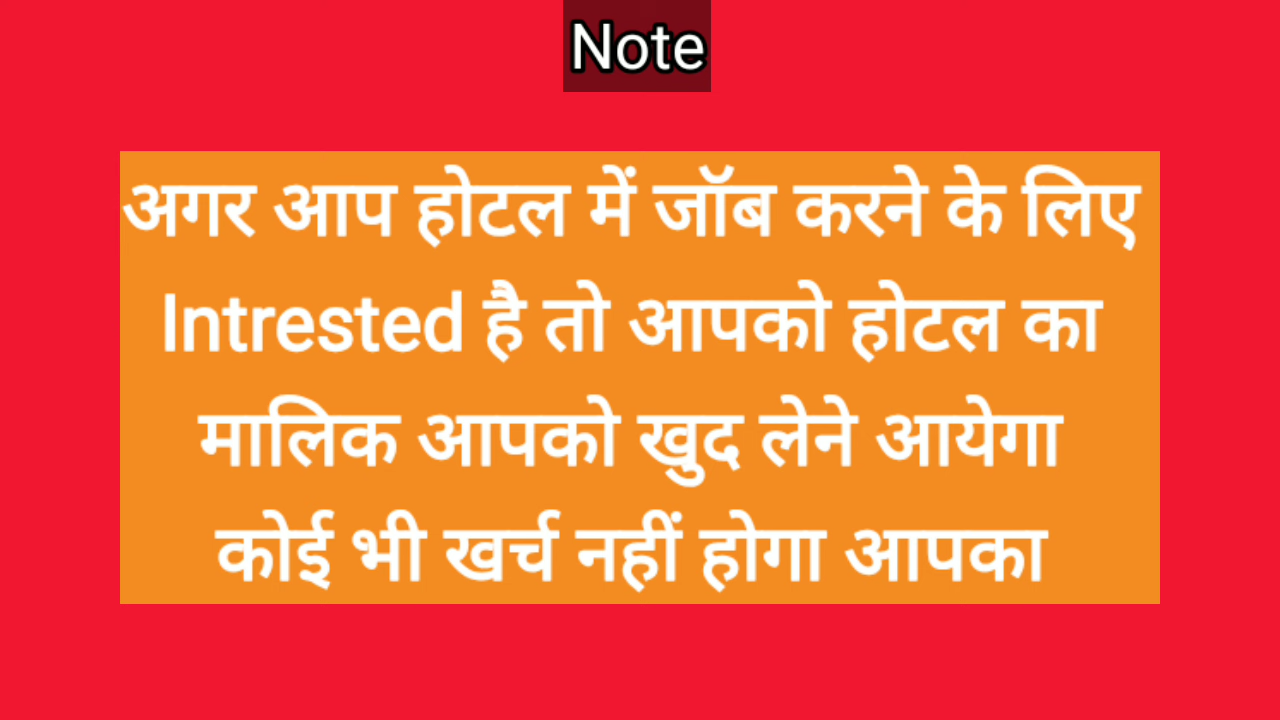 Note
अगर आप होटल में जॉब करने के लिए
Intrested है तो आपको होटल का
मालिक आपको खुद लेने आयेगा
कोई भी खर्च नहीं होगा आपका